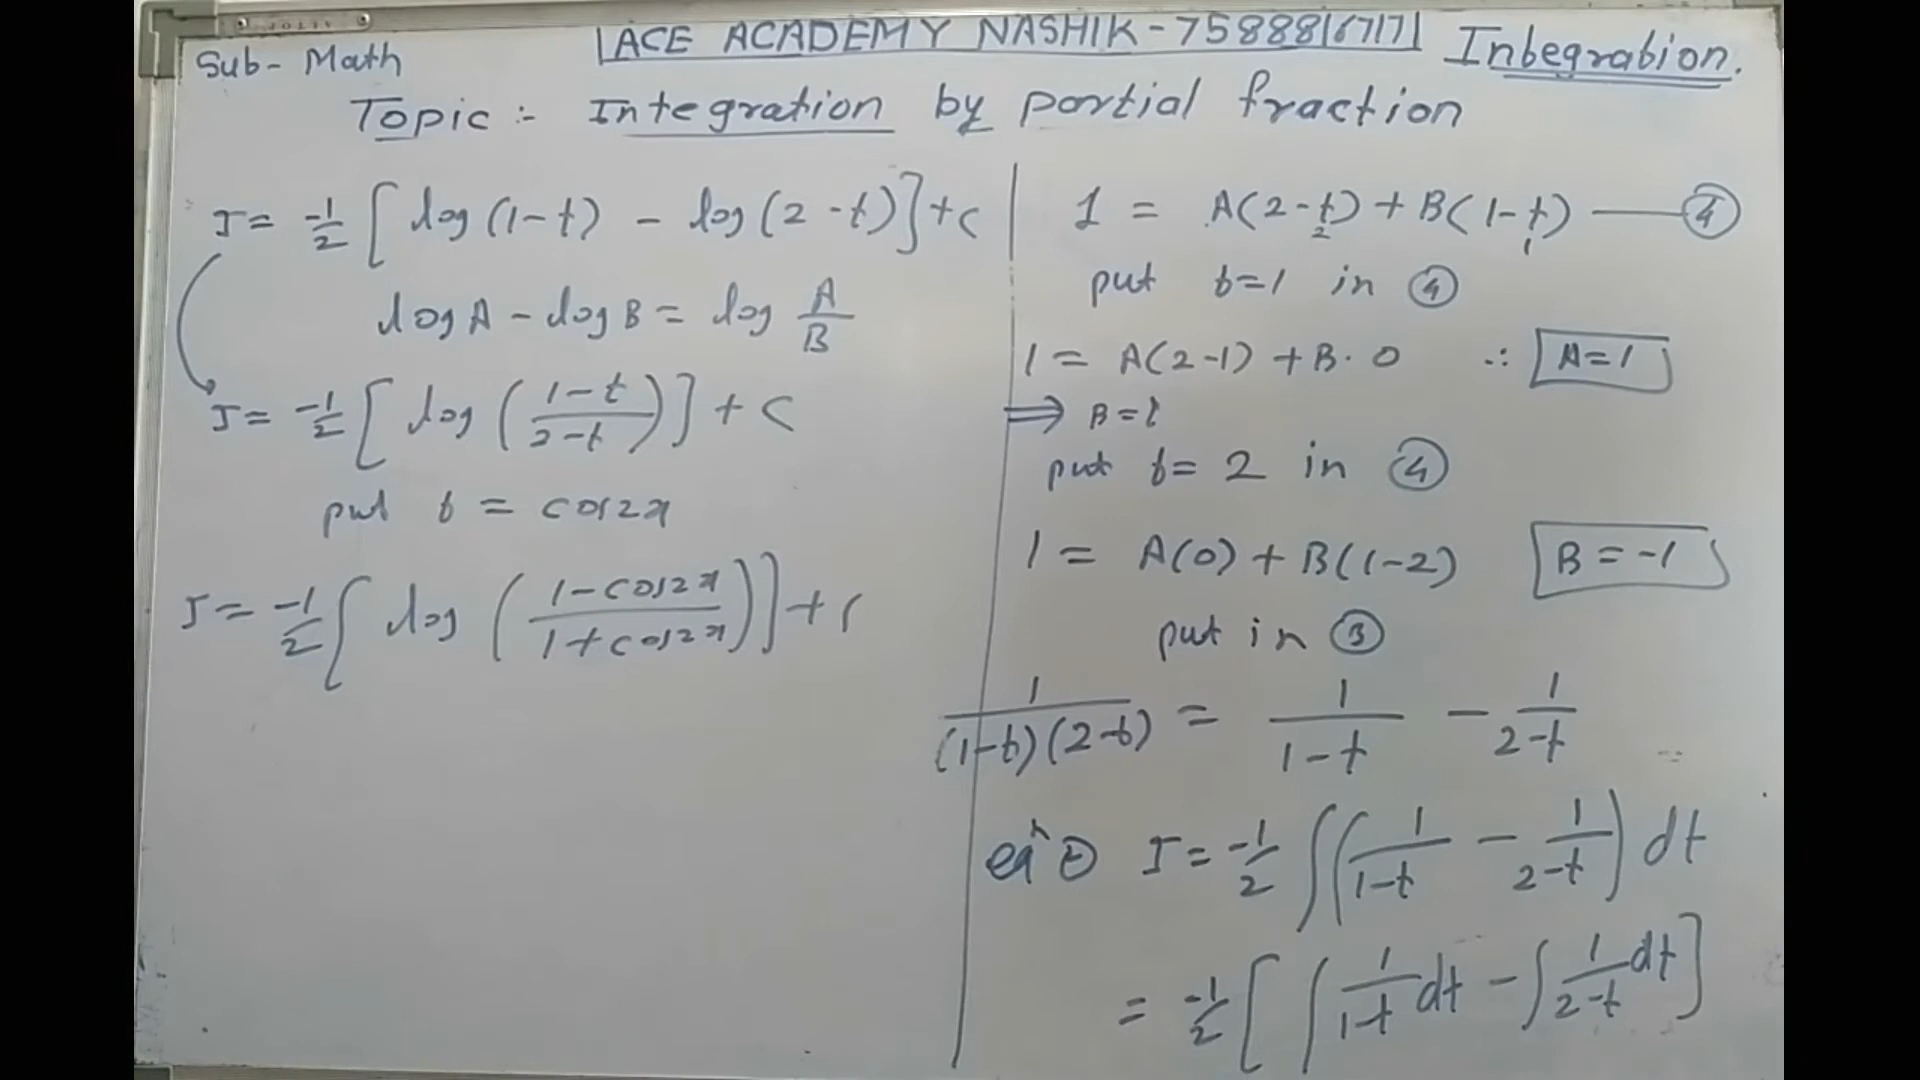 ACE ACADEMY NASHIK - 7588816717
Integration.
Sub- Math
Topic :- Integration by partial fraction
I = -1/2 [ log (1-t) - log (2-t) ] + c
log A - log B = log A/B
I = -1/2 [ log ( (1-t)/(2-t) ) ] + c
put t = cos2x
I = -1/2 [ log ( (1-cos2x)/(1+cos2x) ) ] + c
1 = A(2-t) + B(1-t) — ④
2 1
put t=1 in ④
1 = A(2-1) + B·0 ∴ A=1
⇒ B=
put t= 2 in ④
1 = A(0) + B(1-2) B = -1
put in ③
1/((1-t)(2-t)) = 1/(1-t) - 1/(2-t)
eqⁿ ② I = -1/2 ∫ ( 1/(1-t) - 1/(2-t) ) dt
= -1/2 [ ∫ 1/(1-t) dt - ∫ 1/(2-t) dt ]